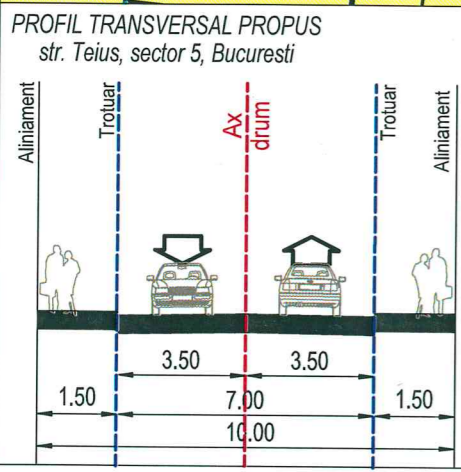 PROFIL TRANSVERSAL PROPUS
str. Teius, sector 5, Bucuresti
Aliniament
Trotuar
Ax
drum
Trotuar
Aliniament
3.50
3.50
1.50
7.00
1.50
10.00